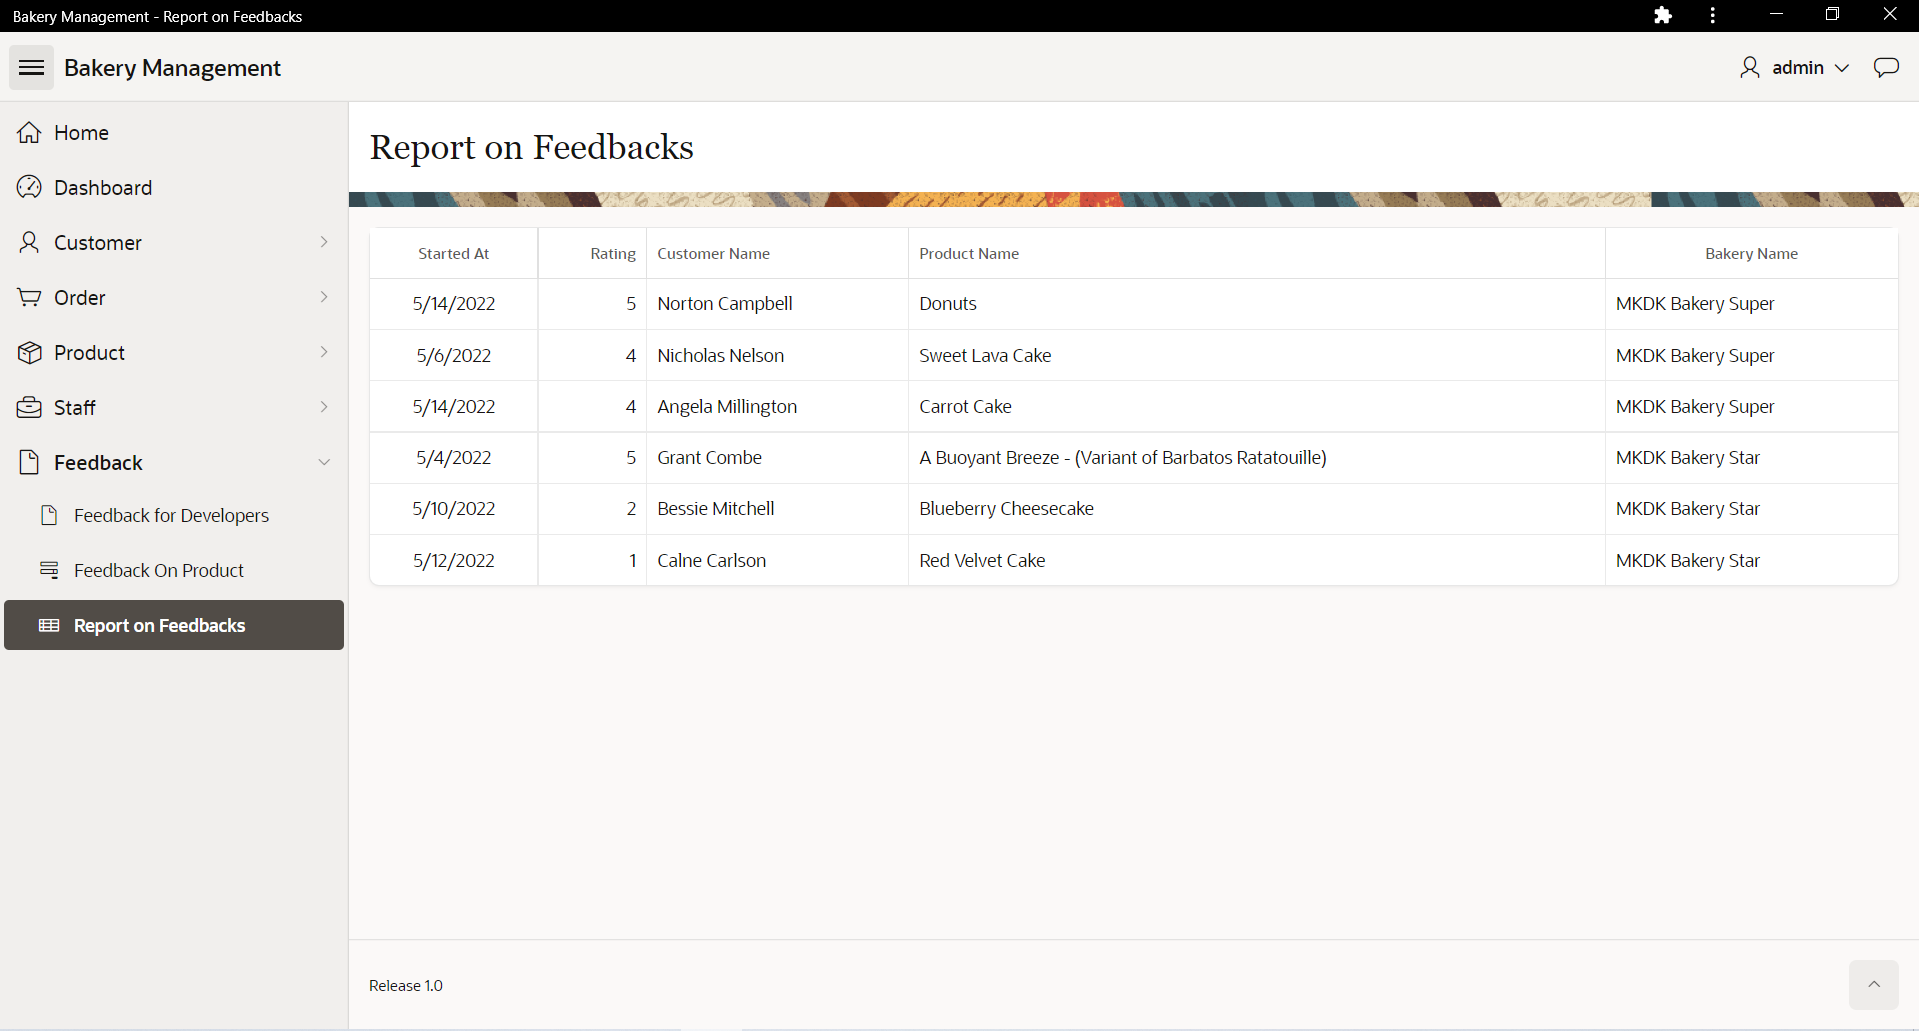 Bakery Management - Report on Feedbacks
Bakery Management
admin
Home
Dashboard
Customer
Order
Product
Staff
Feedback
Feedback for Developers
Feedback On Product
Report on Feedbacks
Report on Feedbacks
Started At Rating Customer Name Product Name Bakery Name
5/14/2022 5 Norton Campbell Donuts MKDK Bakery Super
5/6/2022 4 Nicholas Nelson Sweet Lava Cake MKDK Bakery Super
5/14/2022 4 Angela Millington Carrot Cake MKDK Bakery Super
5/4/2022 5 Grant Combe A Buoyant Breeze - (Variant of Barbatos Ratatouille) MKDK Bakery Star
5/10/2022 2 Bessie Mitchell Blueberry Cheesecake MKDK Bakery Star
5/12/2022 1 Calne Carlson Red Velvet Cake MKDK Bakery Star
Release 1.0